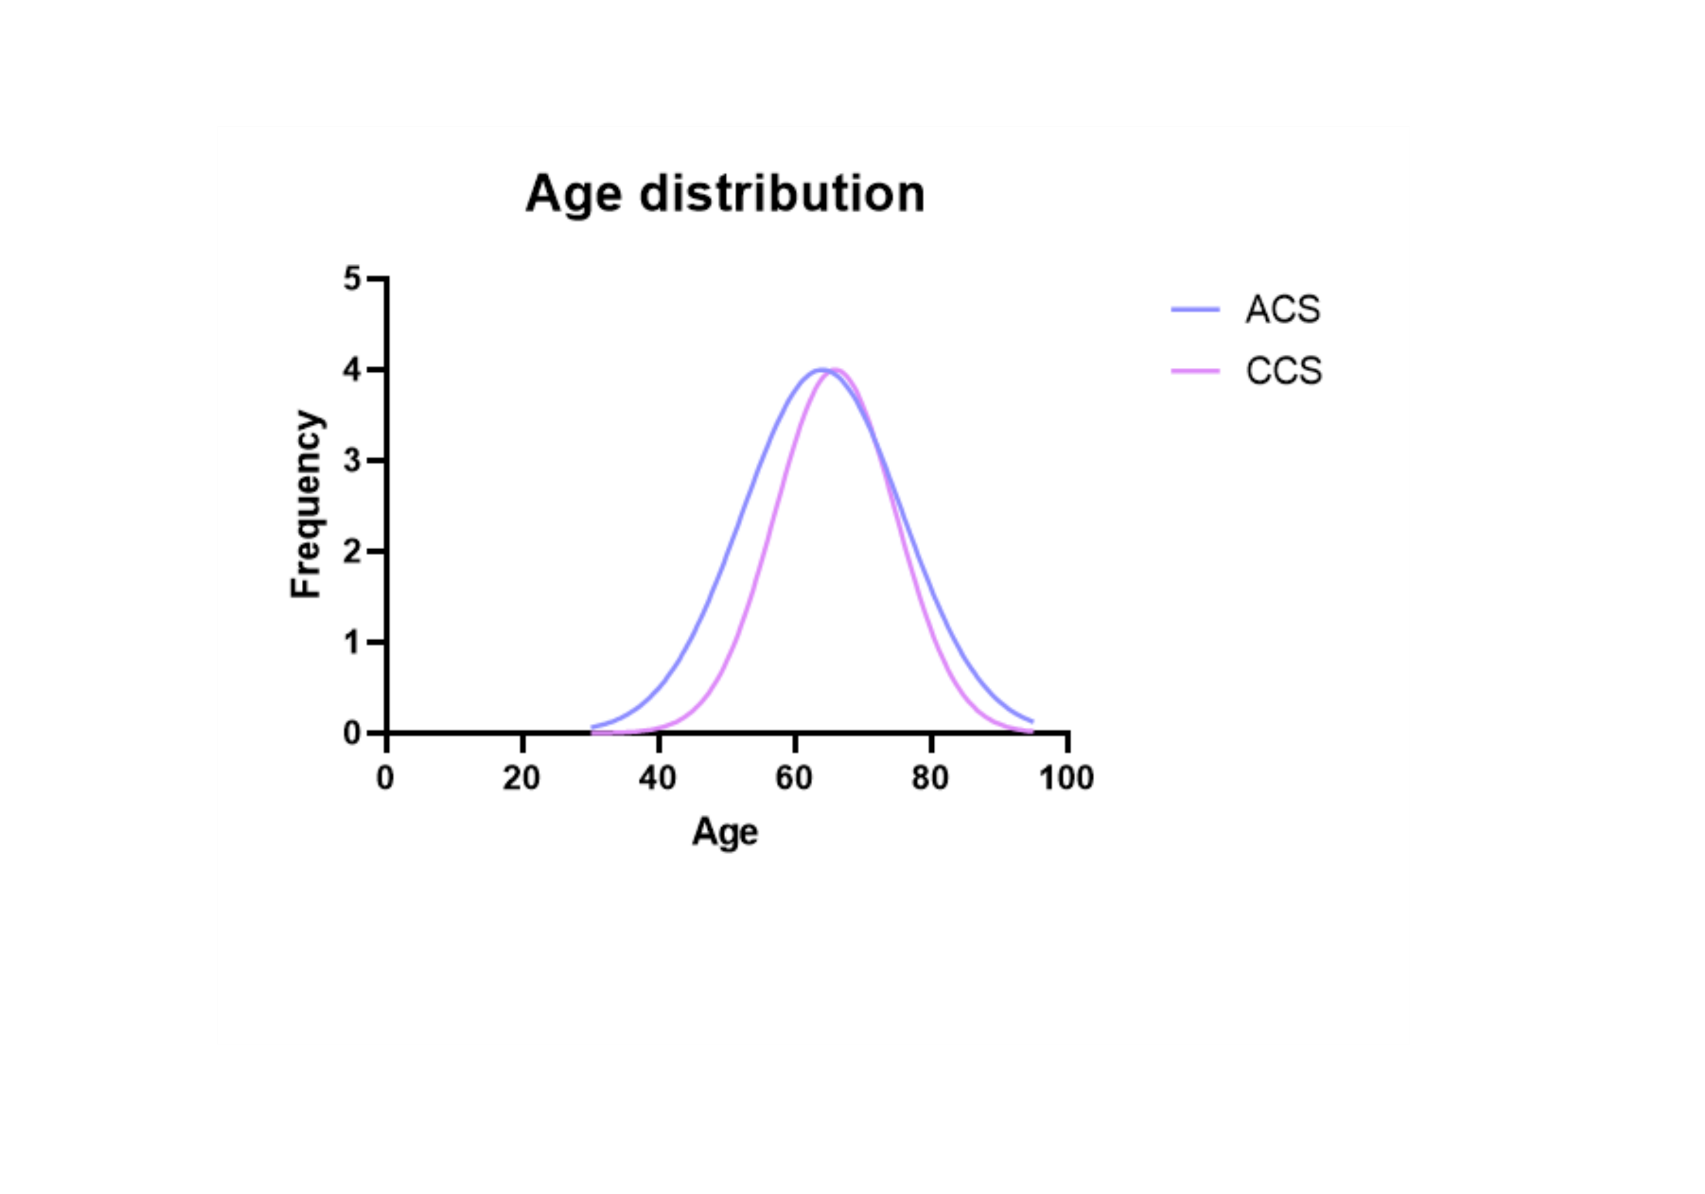 Age distribution
5
4
3
2
1
0
Frequency
0 20 40 60 80 100
Age
ACS
CCS